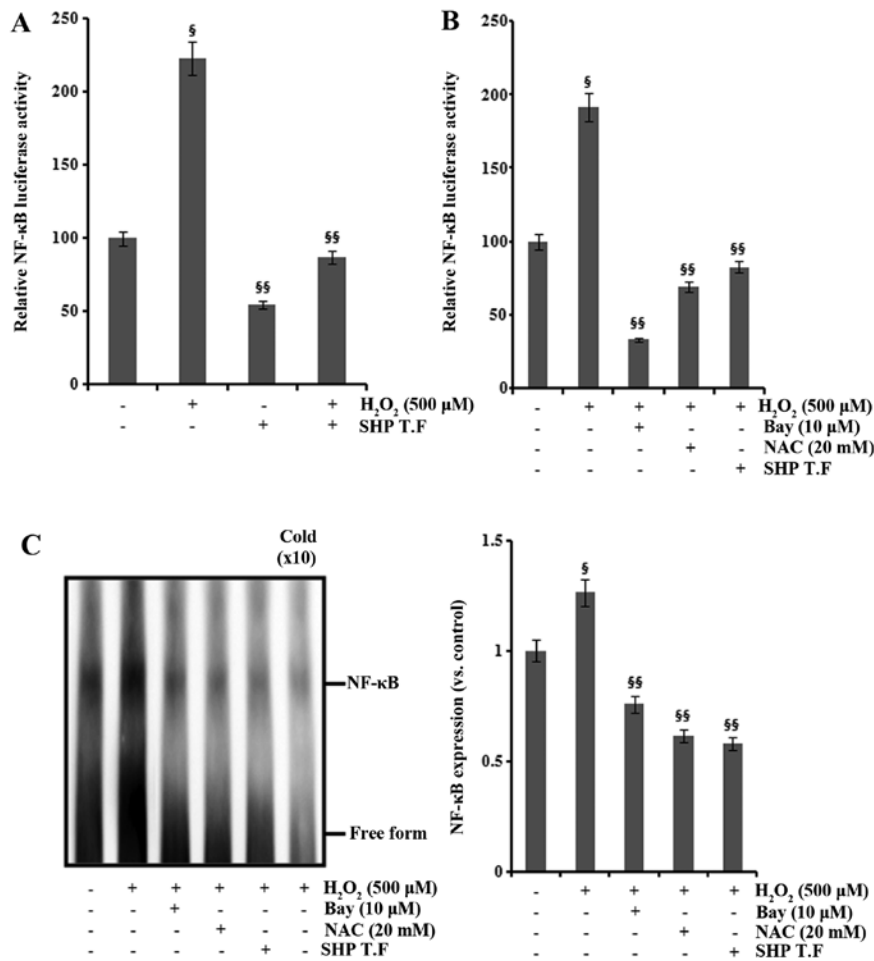 A
Relative NF-κB luciferase activity
250
200
150
100
50
0
§
§§
§§
- + - + H₂O₂ (500 μM)
- - + + SHP T.F
B
Relative NF-κB luciferase activity
250
200
150
100
50
0
§
§§
§§
§§
- + + + + H₂O₂ (500 μM)
- - + - - Bay (10 μM)
- - - + - NAC (20 mM)
- - - - + SHP T.F
C
Cold
(x10)
NF-κB
Free form
- + + + + + H₂O₂ (500 μM)
- - + - - - Bay (10 μM)
- - - + - - NAC (20 mM)
- - - - + - SHP T.F
NF-κB expression (vs. control)
1.5
1
0.5
0
§
§§
§§
§§
- + + + + H₂O₂ (500 μM)
- - + - - Bay (10 μM)
- - - + - NAC (20 mM)
- - - - + SHP T.F